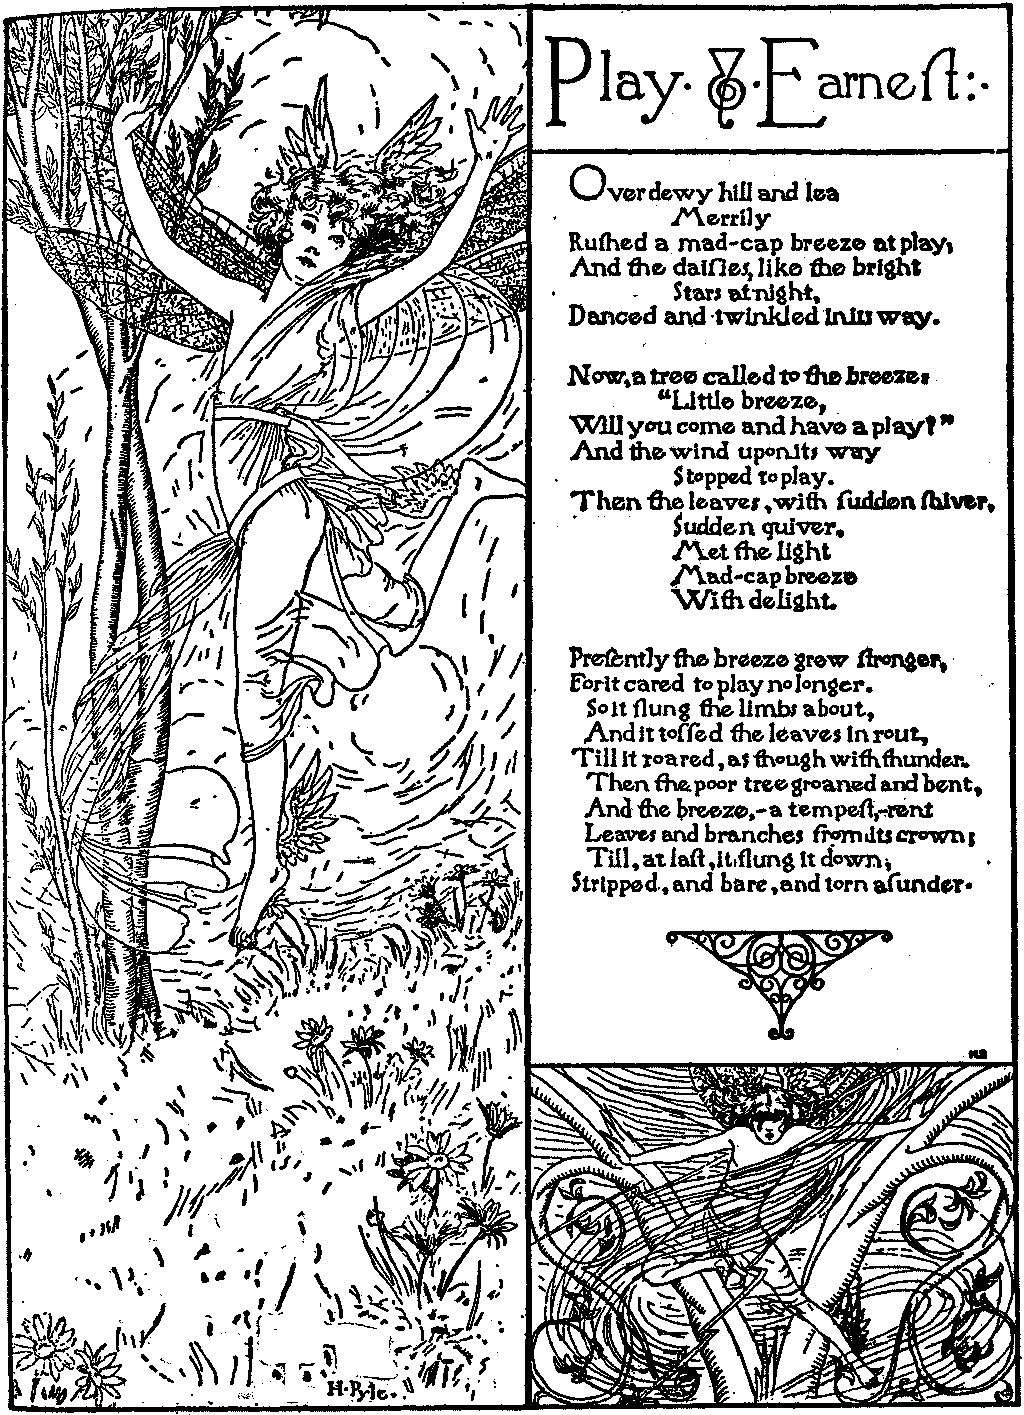 Play & Earneſt:
Over dewy hill and lea
Merrily
Ruſhed a mad-cap breeze at play,
And the daiſies, like the bright
Stars at night,
Danced and twinkled in its way.
Now, a tree called to the breeze:
"Little breeze,
Will you come and have a play?"
And the wind upon its way
Stopped to play.
Then the leaves, with ſudden ſhiver,
Sudden quiver,
Met the light
Mad-cap breeze
With delight.
Preſently the breeze grew ſtronger,
For it cared to play no longer.
So it flung the limbs about,
And it toſſed the leaves in rout,
Till it roared, as though with thunder.
Then the poor tree groaned and bent,
And the breeze,-a tempeſt,-rent
Leaves and branches from its crown;
Till, at laſt, it flung it down,
Stripped, and bare, and torn aſunder.
H. Pyle.